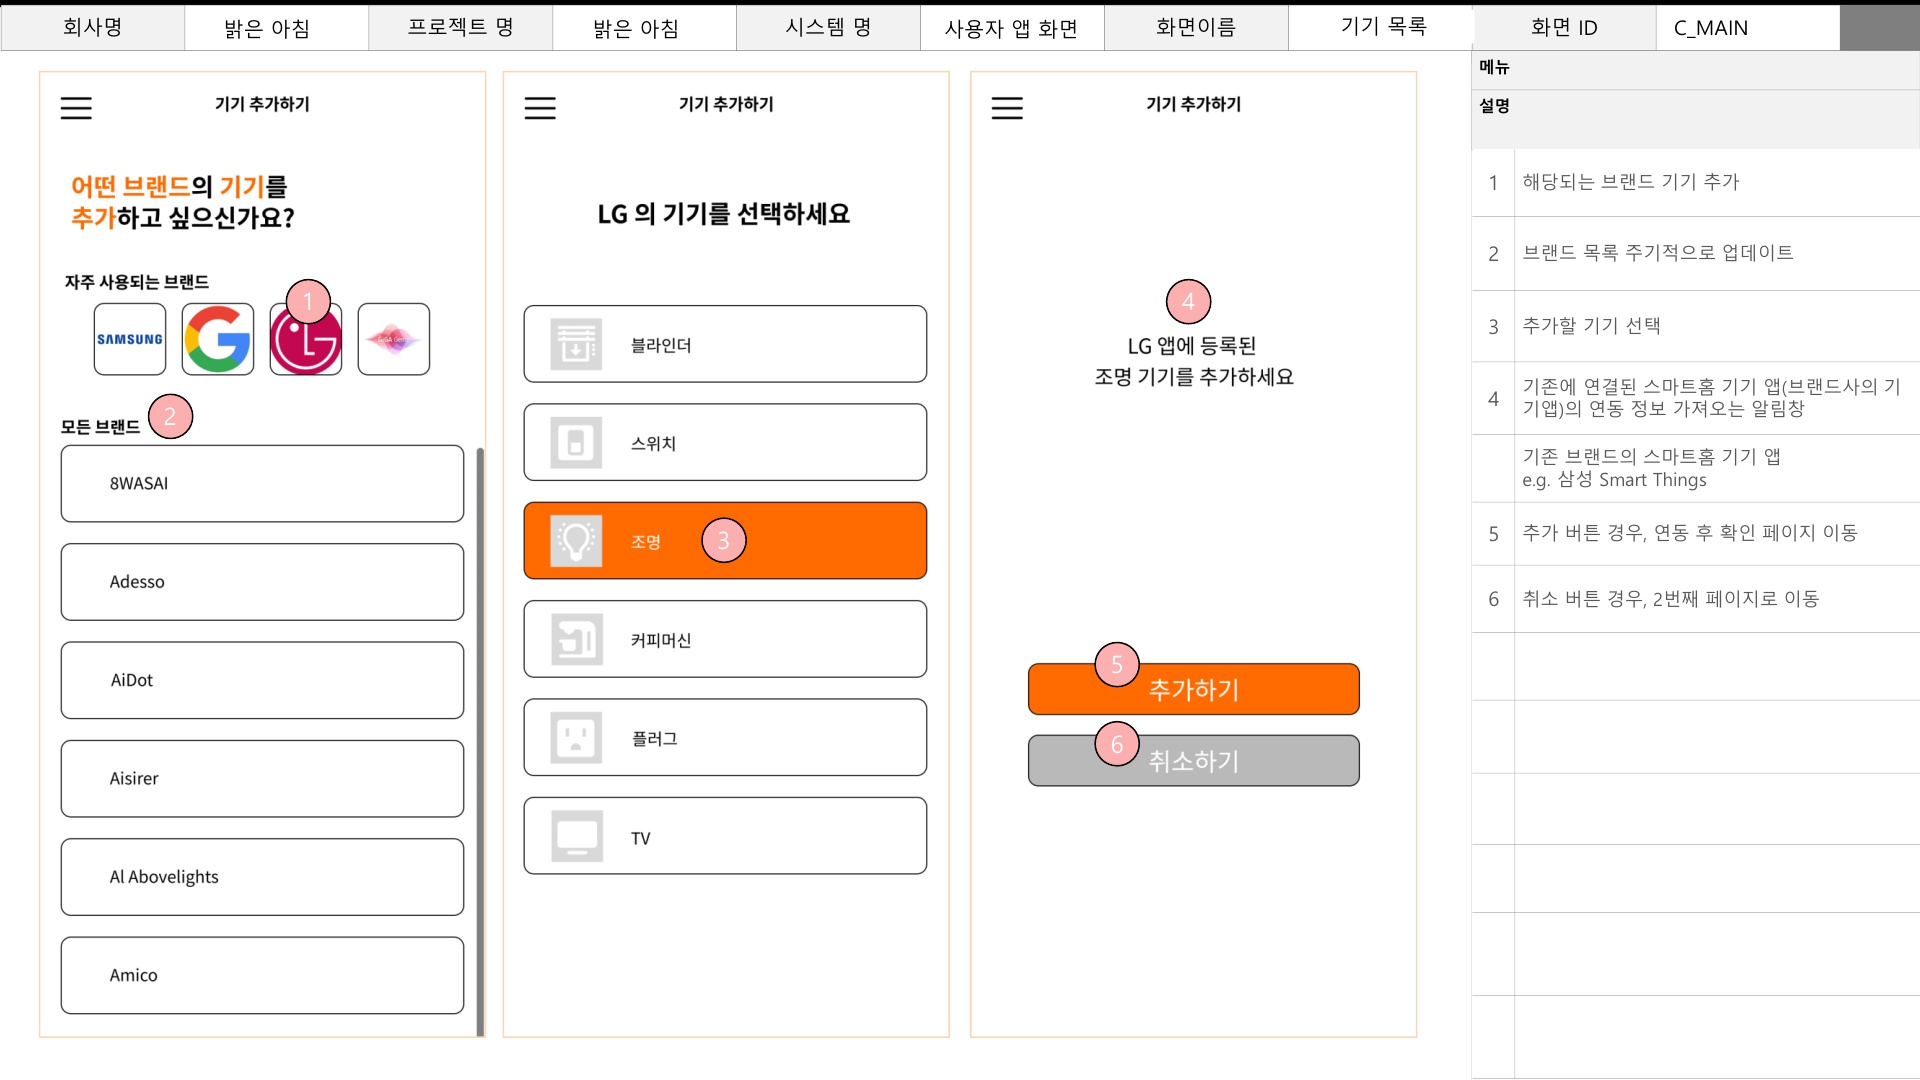 회사명
밝은 아침
프로젝트 명
밝은 아침
시스템 명
사용자 앱 화면
화면이름
기기 목록
화면 ID
C_MAIN
기기 추가하기
어떤 브랜드의 기기를
추가하고 싶으신가요?
자주 사용되는 브랜드
SAMSUNG
G
1
LG
모든 브랜드
2
8WASAI
Adesso
AiDot
Aisirer
Al Abovelights
Amico
기기 추가하기
LG 의 기기를 선택하세요
블라인더
스위치
조명
3
커피머신
플러그
TV
기기 추가하기
4
LG 앱에 등록된
조명 기기를 추가하세요
5
추가하기
6
취소하기
메뉴
설명
1 해당되는 브랜드 기기 추가
2 브랜드 목록 주기적으로 업데이트
3 추가할 기기 선택
4 기존에 연결된 스마트홈 기기 앱(브랜드사의 기
기앱)의 연동 정보 가져오는 알림창
기존 브랜드의 스마트홈 기기 앱
e.g. 삼성 Smart Things
5 추가 버튼 경우, 연동 후 확인 페이지 이동
6 취소 버튼 경우, 2번째 페이지로 이동